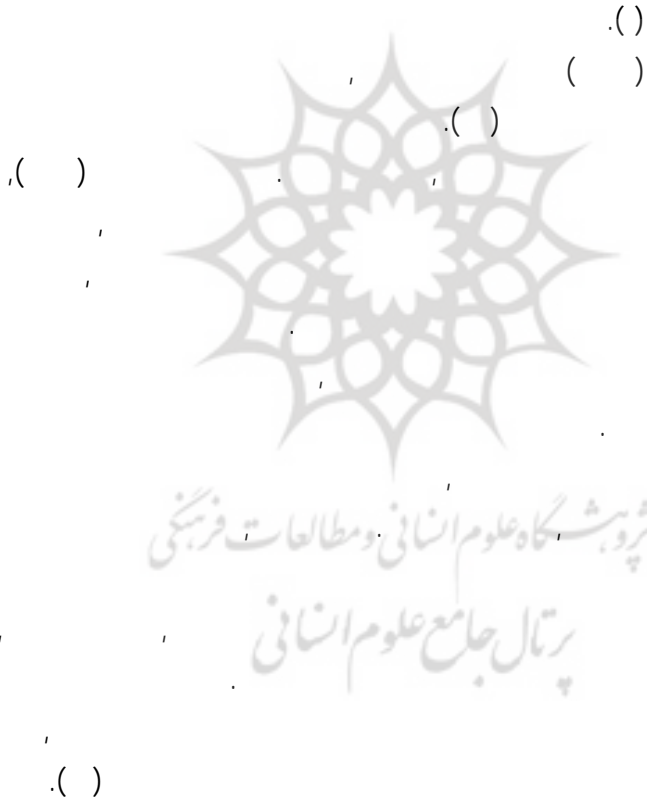 پژوهشگاه علوم انسانی و مطالعات فرهنگی
پرتال جامع علوم انسانی